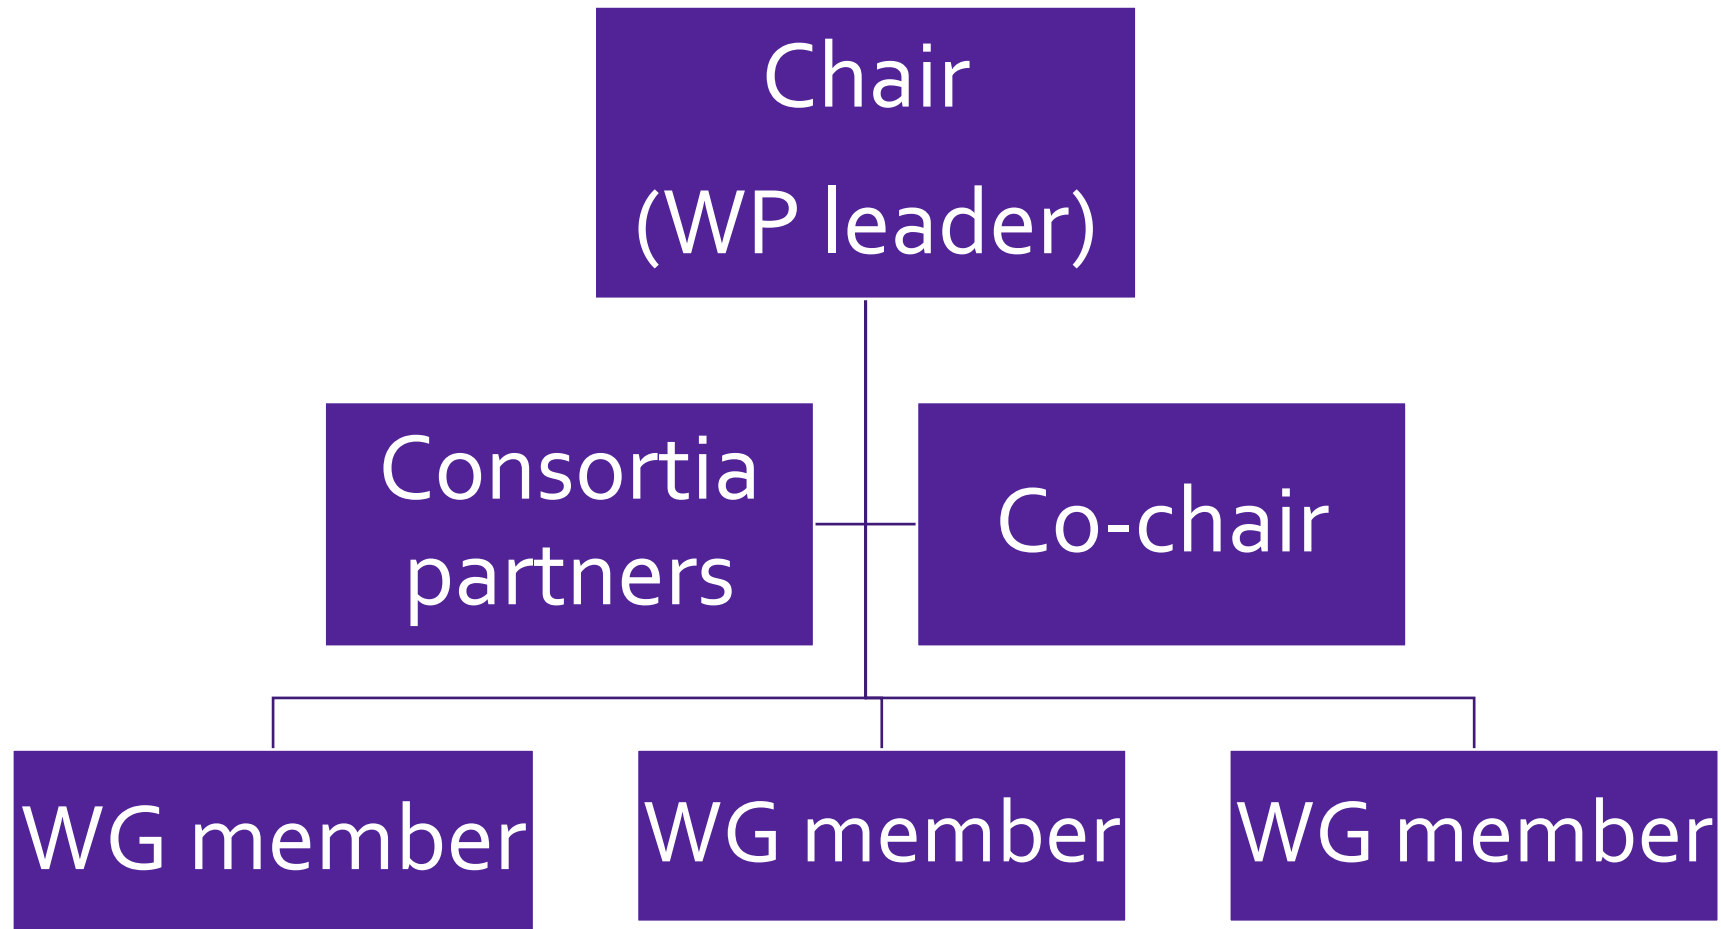 Chair
(WP leader)
Consortia
partners
Co-chair
WG member
WG member
WG member